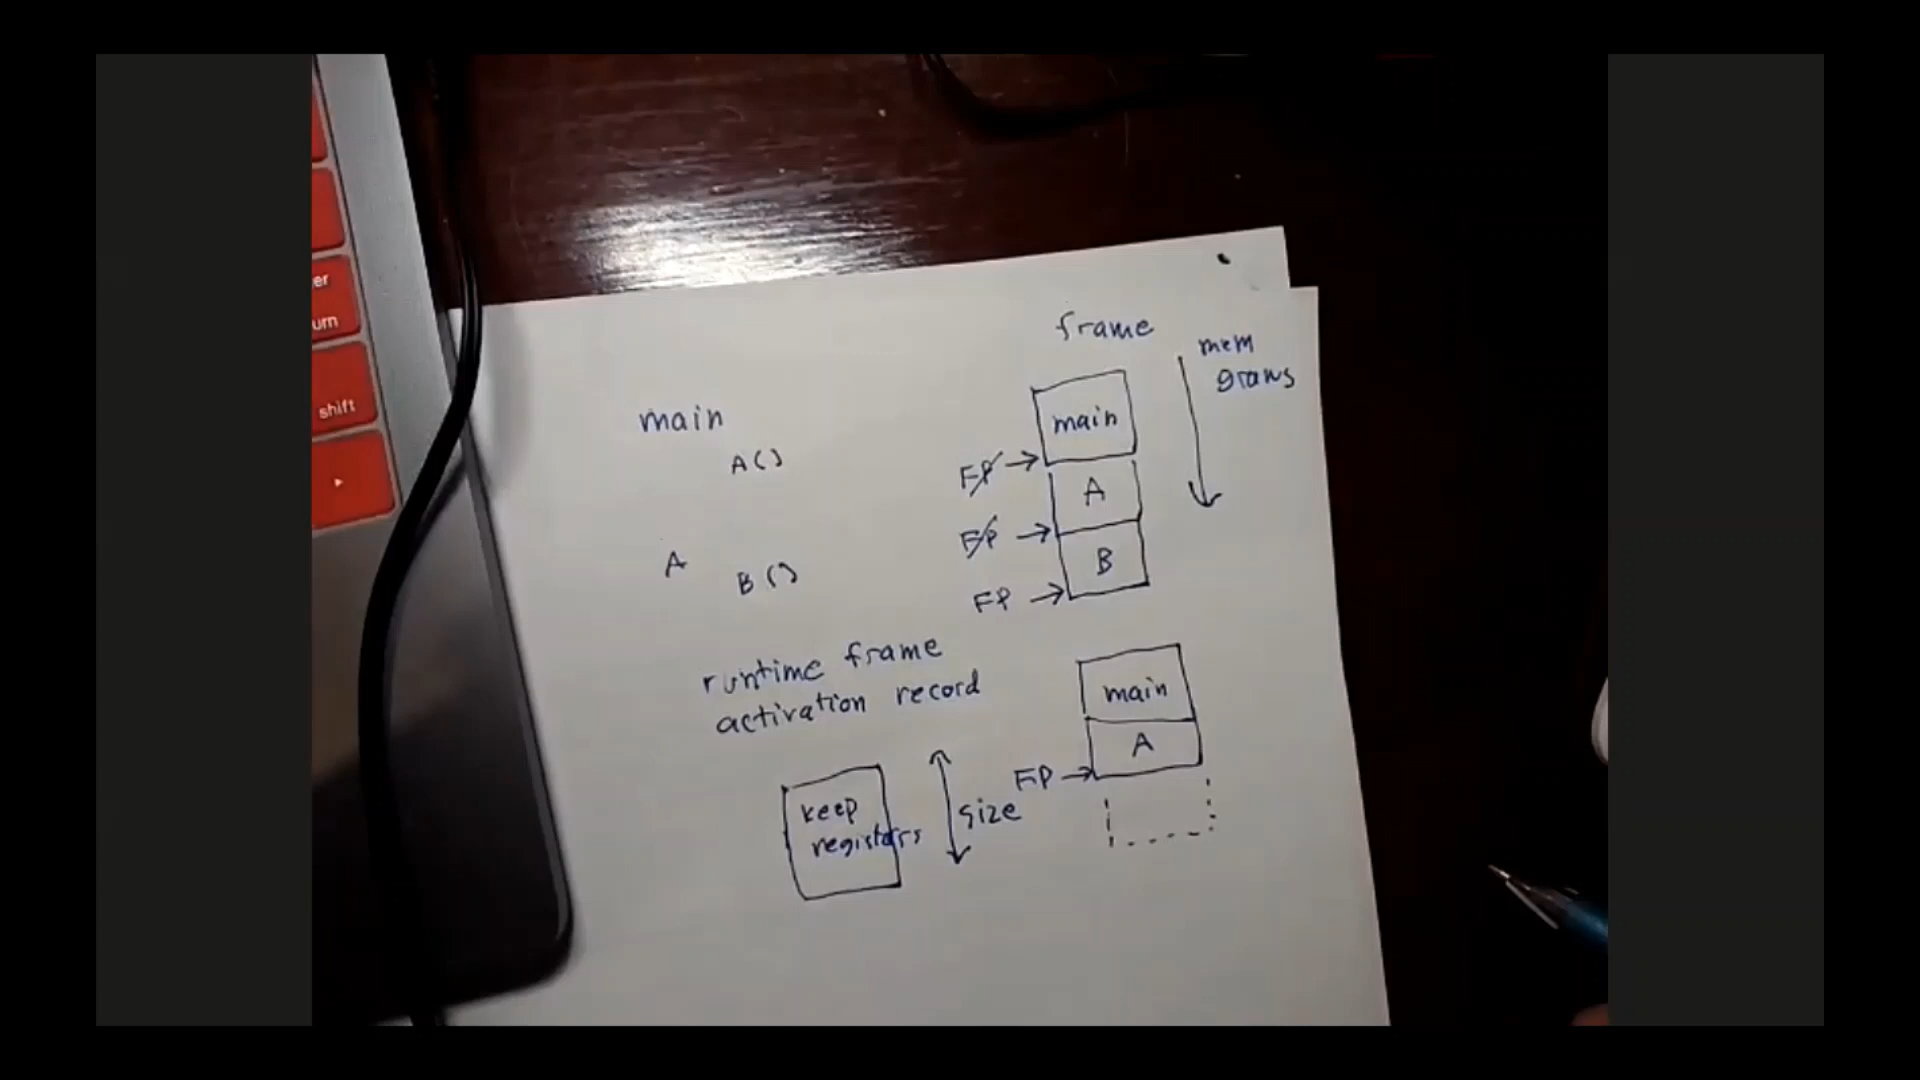 er
urn
shift
frame
mem
grows
main
A()
main
FP
A
FP
A
B()
B
FP
runtime frame
activation record
main
A
FP
keep
registers
size